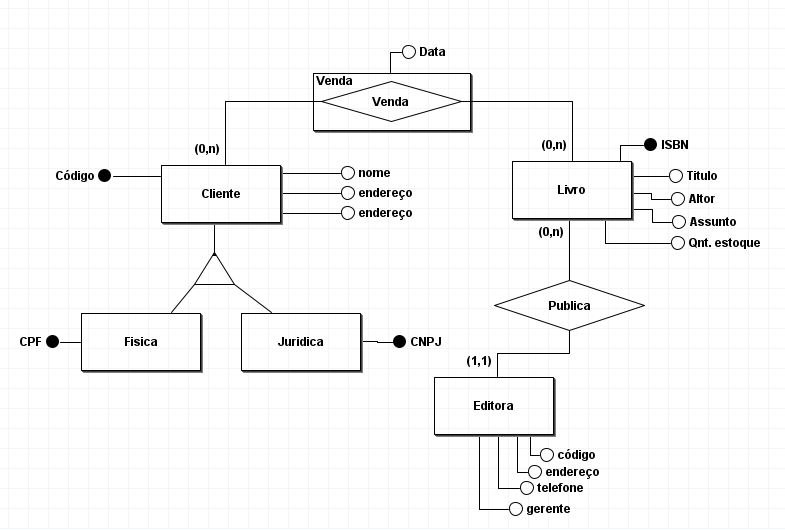 Data
Venda
Venda
(0,n)
(0,n)
ISBN
Código
Cliente
nome
endereço
endereço
Livro
Titulo
Altor
Assunto
Qnt. estoque
(0,n)
Publica
CPF
Fisica
Juridica
CNPJ
(1,1)
Editora
código
endereço
telefone
gerente